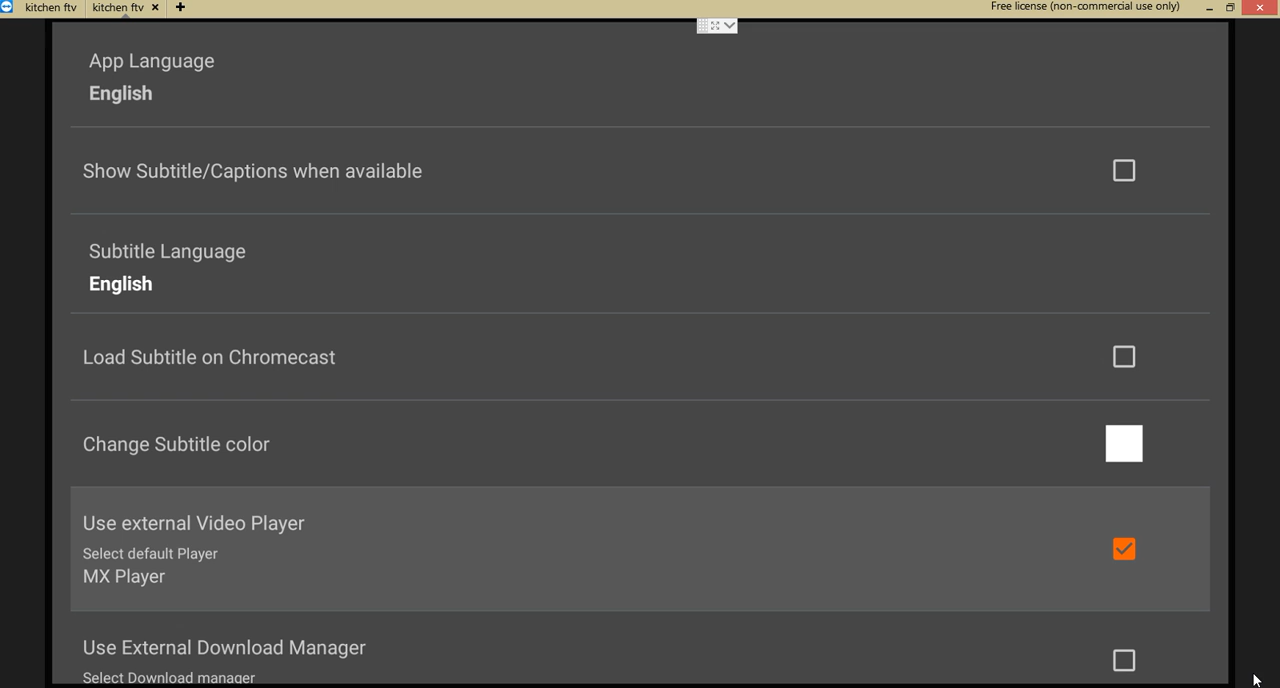 kitchen ftv
kitchen ftv
Free license (non-commercial use only)
App Language
English
Show Subtitle/Captions when available
Subtitle Language
English
Load Subtitle on Chromecast
Change Subtitle color
Use external Video Player
Select default Player
MX Player
Use External Download Manager
Select Download manager